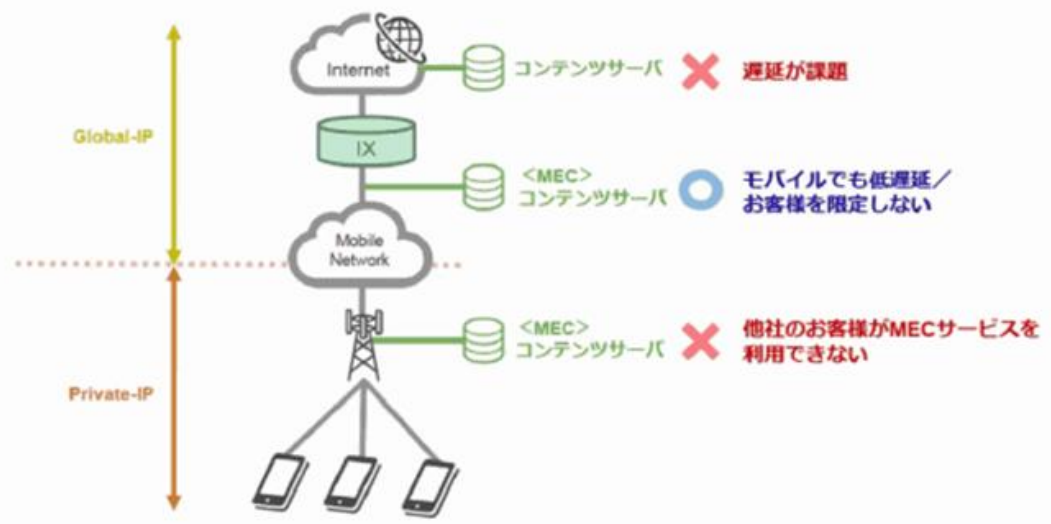 Internet
コンテンツサーバ
遅延が課題
Global-IP
IX
<MEC>
コンテンツサーバ
モバイルでも低遅延/
お客様を限定しない
Mobile
Network
<MEC>
コンテンツサーバ
他社のお客様がMECサービスを
利用できない
Private-IP